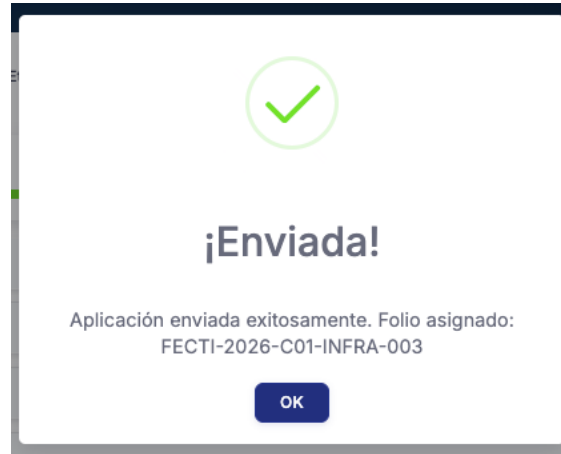 ¡Enviada!
Aplicación enviada exitosamente. Folio asignado:
FECTI-2026-C01-INFRA-003
OK